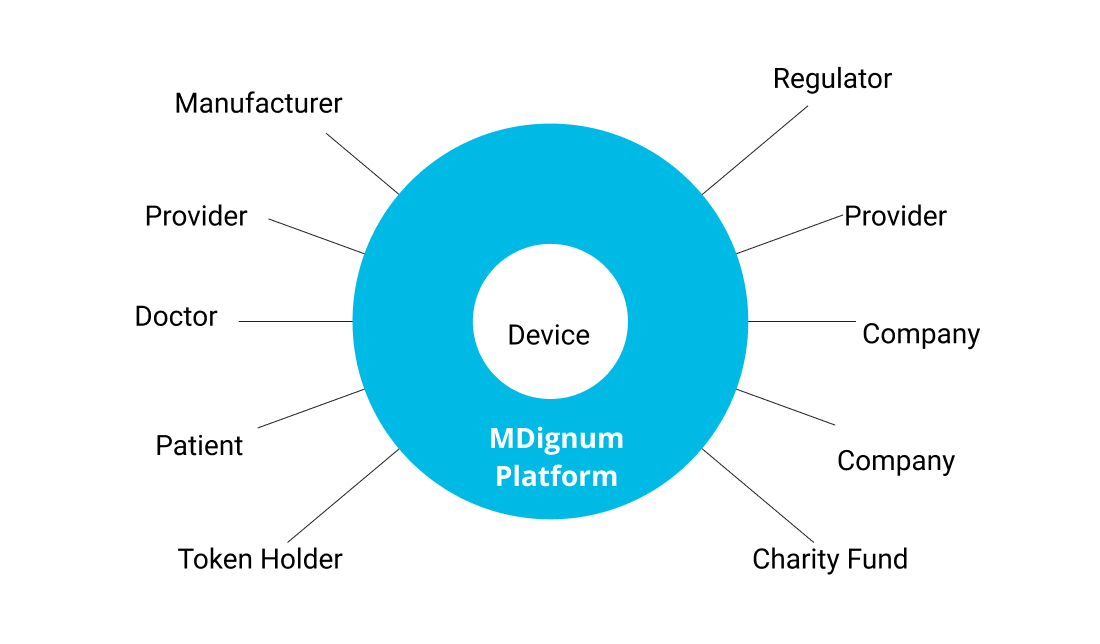 Regulator
Manufacturer
Provider
Provider
Doctor
Device
Company
MDignum
Platform
Patient
Company
Token Holder
Charity Fund